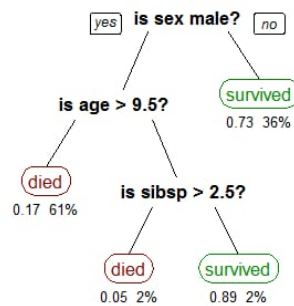 yes is sex male? no
is age > 9.5?
survived
0.73 36%
died
0.17 61%
is sibsp > 2.5?
died
0.05 2%
survived
0.89 2%